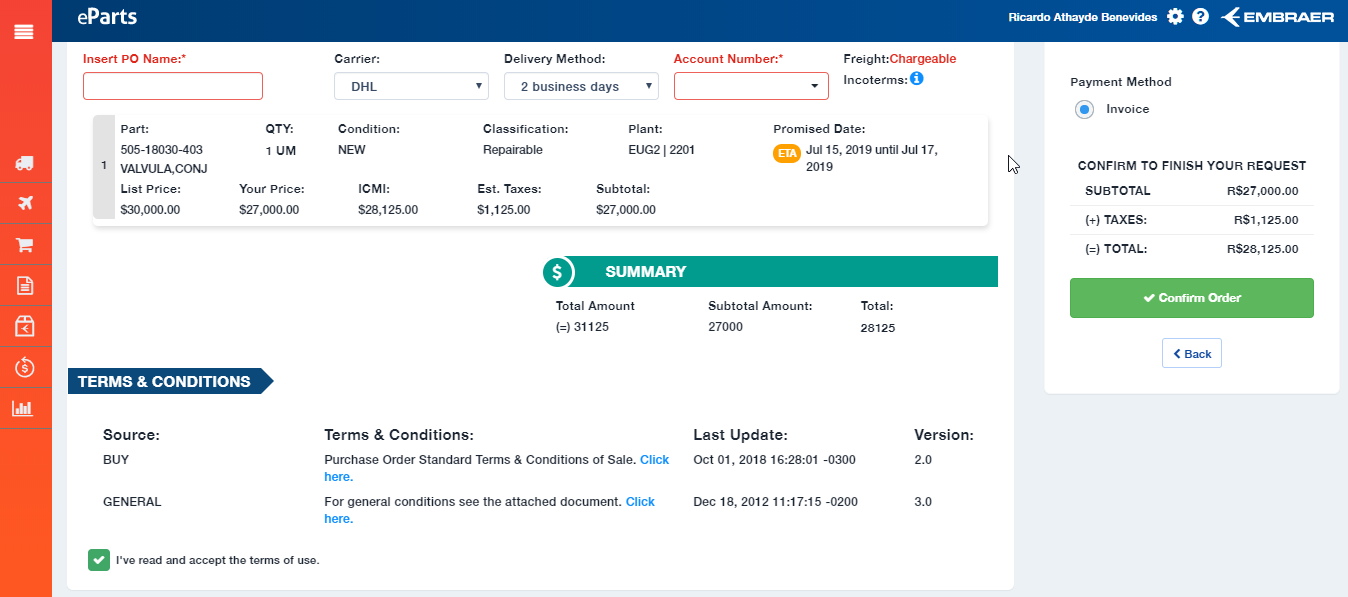 eParts
Ricardo Athayde Benevides
EMBRAER
Insert PO Name:*
Carrier:
DHL
Delivery Method:
2 business days
Account Number:*
Freight:Chargeable
Incoterms:
1
Part:
505-18030-403
VALVULA,CONJ
QTY:
1 UM
Condition:
NEW
Classification:
Repairable
Plant:
EUG2 | 2201
Promised Date:
ETA
Jul 15, 2019 until Jul 17,
2019
List Price:
$30,000.00
Your Price:
$27,000.00
ICMI:
$28,125.00
Est. Taxes:
$1,125.00
Subtotal:
$27,000.00
$ SUMMARY
Total Amount
(=) 31125
Subtotal Amount:
27000
Total:
28125
TERMS & CONDITIONS
Source: Terms & Conditions: Last Update: Version:
BUY Purchase Order Standard Terms & Conditions of Sale. Click Oct 01, 2018 16:28:01 -0300 2.0
here.
GENERAL For general conditions see the attached document. Click Dec 18, 2012 11:17:15 -0200 3.0
here.
I've read and accept the terms of use.
Payment Method
Invoice
CONFIRM TO FINISH YOUR REQUEST
SUBTOTAL R$27,000.00
(+) TAXES: R$1,125.00
(=) TOTAL: R$28,125.00
Confirm Order
Back